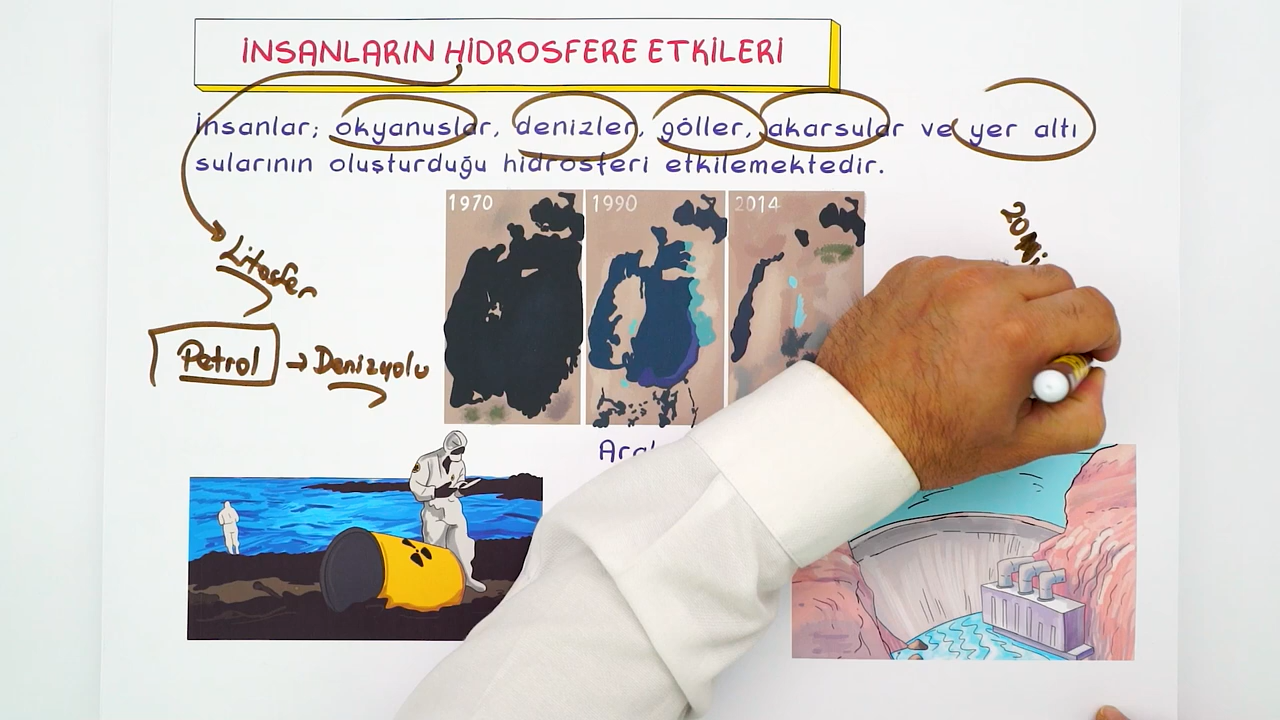 İNSANLARIN HİDROSFERE ETKİLERİ
İnsanlar; okyanuslar, denizler, göller, akarsular ve yer altı
sularının oluşturduğu hidrosferi etkilemektedir.
1970 1990 2014
Litosfer
Petrol → Denizyolu